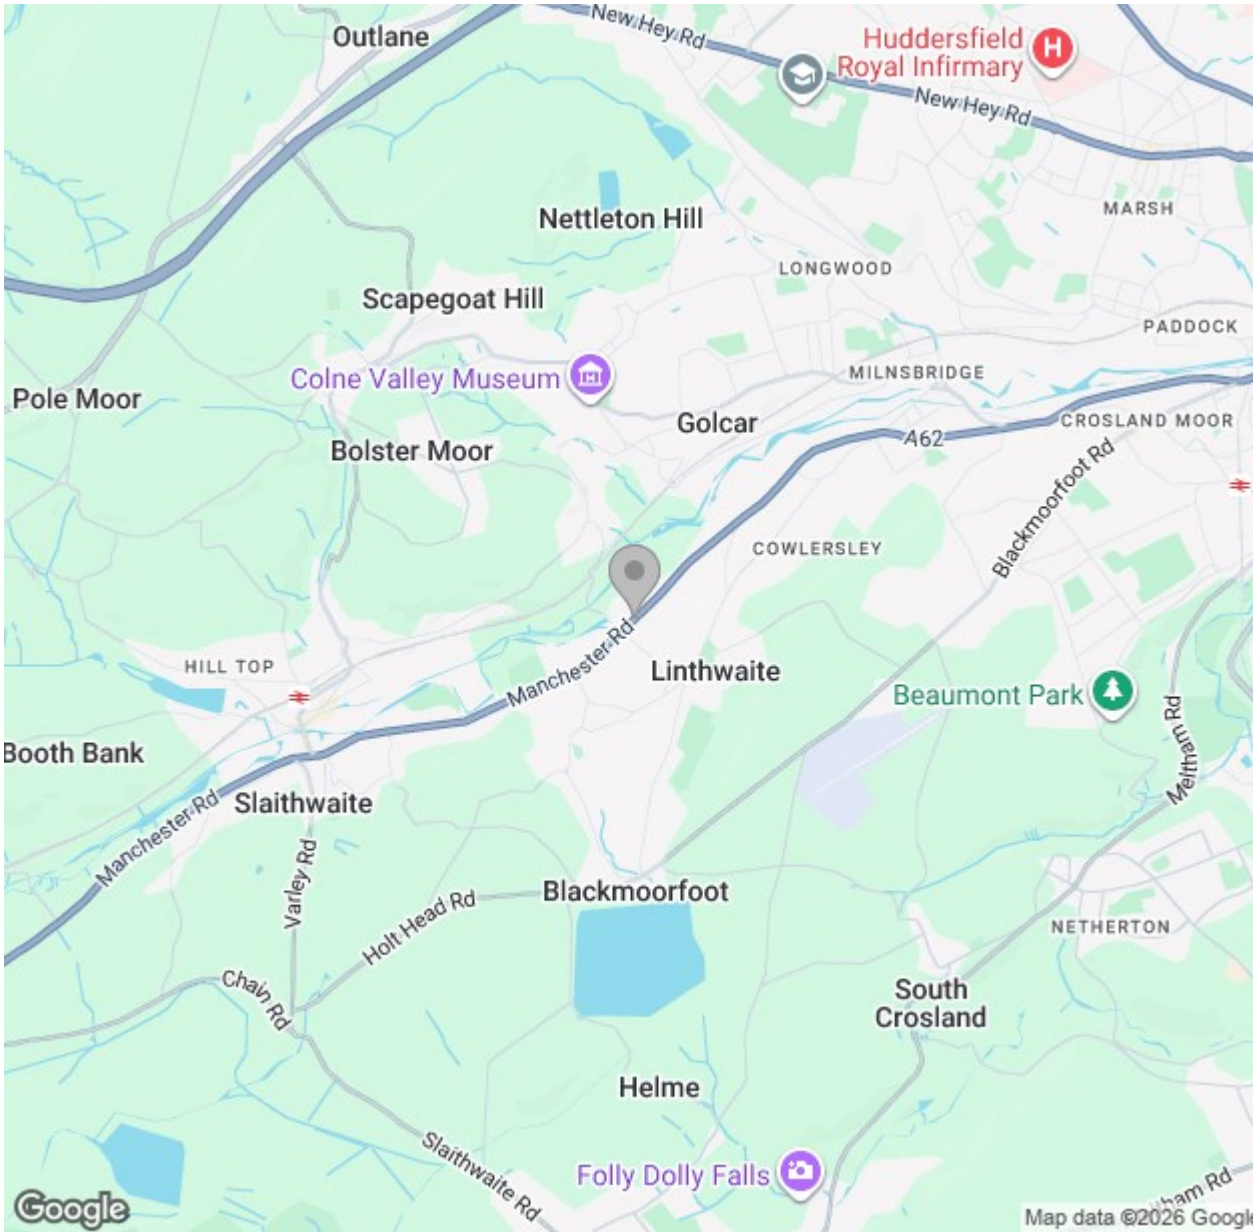 Outlane
New Hey Rd
Huddersfield
Royal Infirmary
New Hey Rd
MARSH
Nettleton Hill
LONGWOOD
Scapegoat Hill
PADDOCK
MILNSBRIDGE
Colne Valley Museum
Pole Moor
Golcar
CROSLAND MOOR
A62
Bolster Moor
Blackmoorfoot Rd
COWLERSLEY
Manchester Rd
HILL TOP
Linthwaite
Beaumont Park
Meltham Rd
Booth Bank
Slaithwaite
Manchester Rd
Varley Rd
Holt Head Rd
Blackmoorfoot
NETHERTON
Chain Rd
South
Crosland
Helme
Slaithwaite Rd
Folly Dolly Falls
Google
Map data ©2026 Google